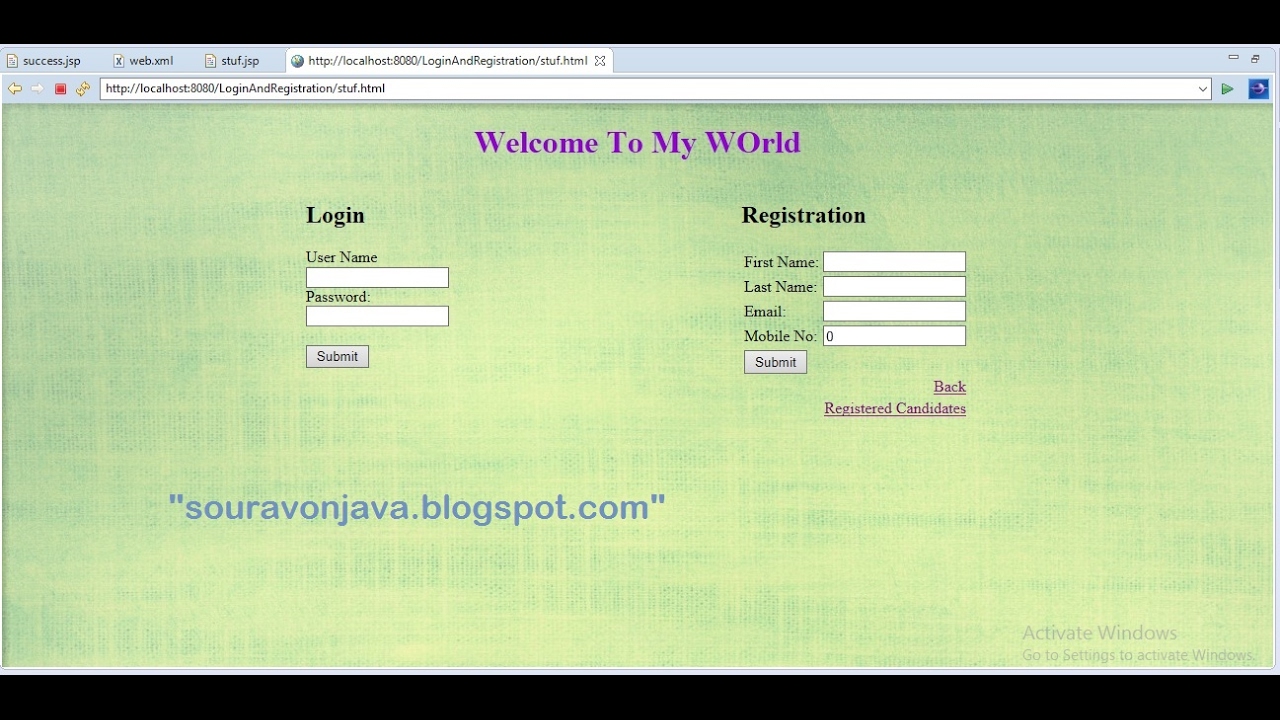 success.jsp web.xml stuf.jsp http://localhost:8080/LoginAndRegistration/stuf.html
http://localhost:8080/LoginAndRegistration/stuf.html
Welcome To My WOrld
Login
User Name
Password:
Submit
Registration
First Name:
Last Name:
Email:
Mobile No: 0
Submit
Back
Registered Candidates
"souravonjava.blogspot.com"
Activate Windows
Go to Settings to activate Windows.